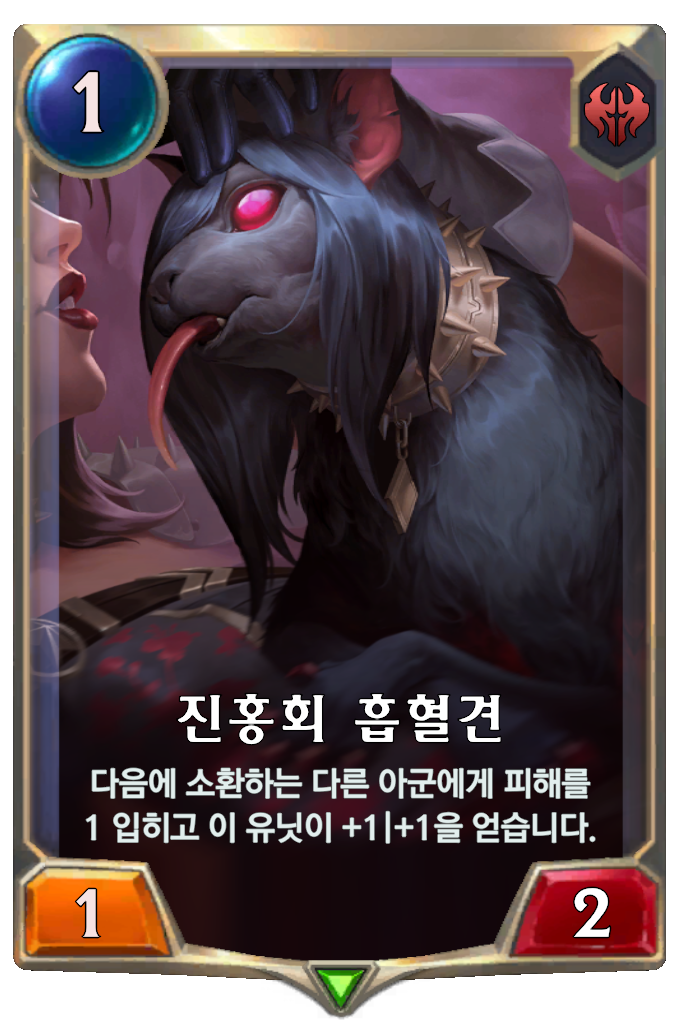 1
진홍회 흡혈견
다음에 소환하는 다른 아군에게 피해를
1 입히고 이 유닛이 +1|+1을 얻습니다.
1
2